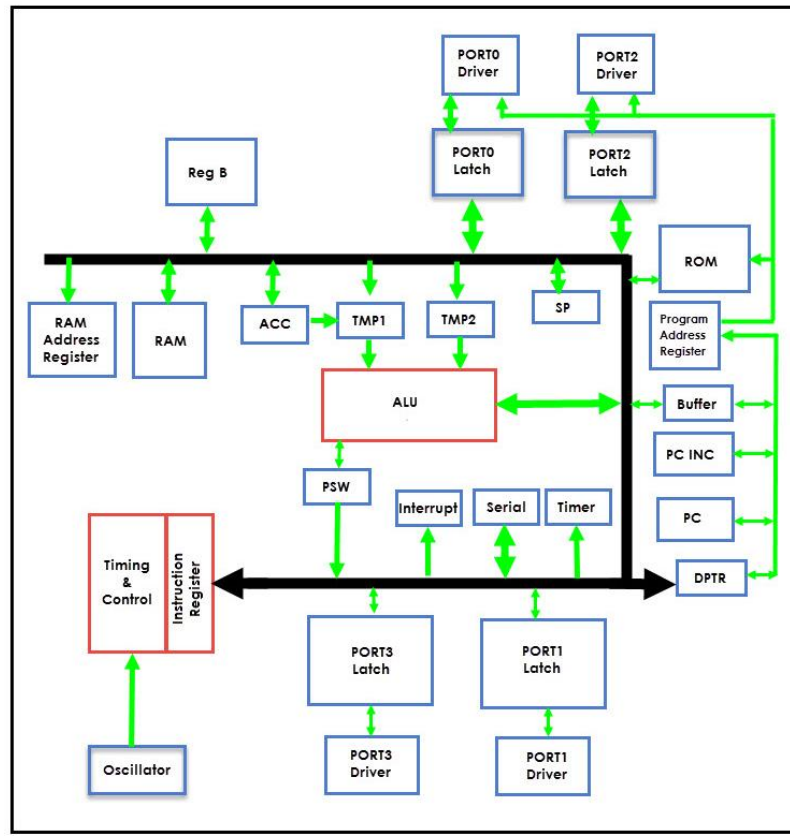 PORT0
Driver
PORT2
Driver
PORT0
Latch
PORT2
Latch
Reg B
ROM
RAM
Address
Register
RAM
ACC
TMP1
TMP2
SP
Program
Address
Register
ALU
Buffer
PC INC
PSW
Interrupt
Serial
Timer
PC
Timing
&
Control
Instruction
Register
DPTR
PORT3
Latch
PORT1
Latch
Oscillator
PORT3
Driver
PORT1
Driver